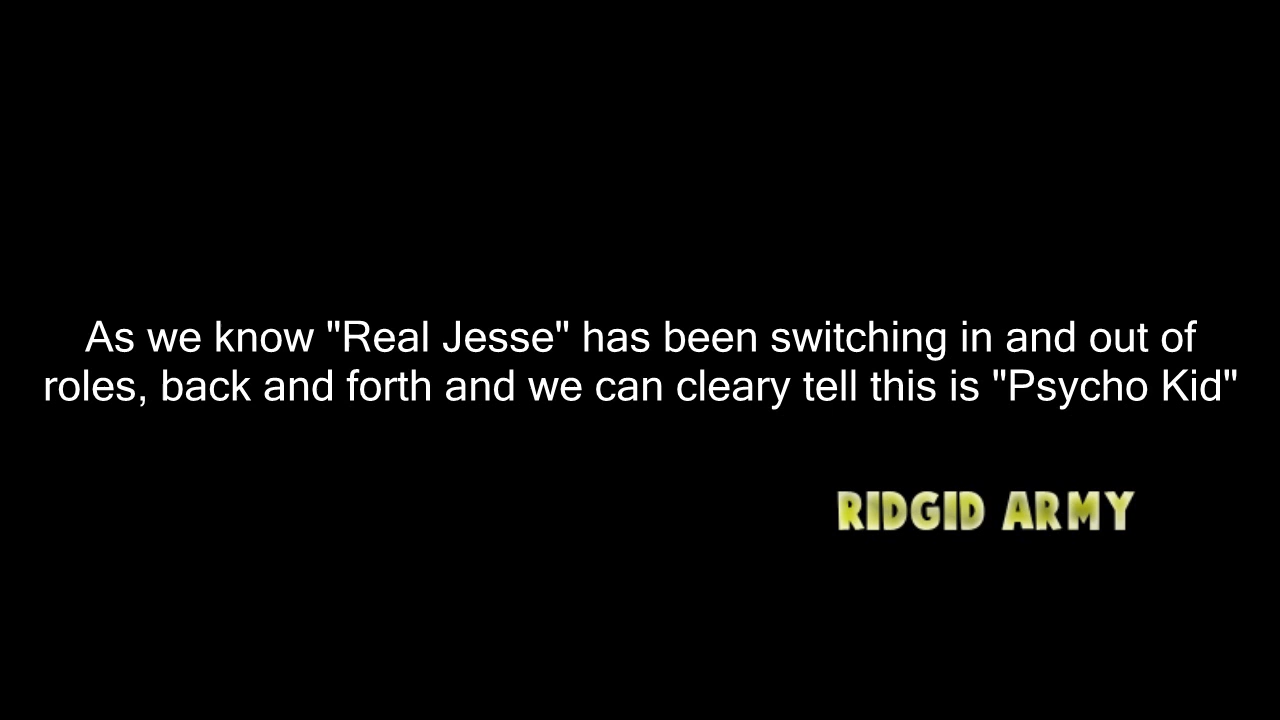 As we know "Real Jesse" has been switching in and out of
roles, back and forth and we can cleary tell this is "Psycho Kid"
RIDGID ARMY